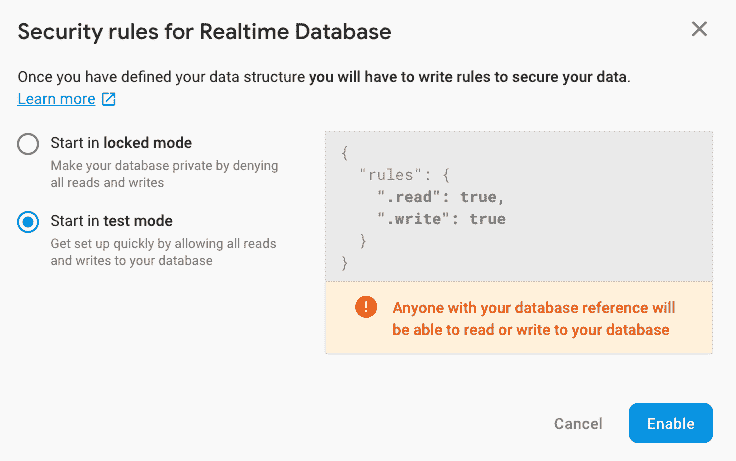 Security rules for Realtime Database
Once you have defined your data structure you will have to write rules to secure your data.
Learn more
Start in locked mode
Make your database private by denying
all reads and writes
Start in test mode
Get set up quickly by allowing all reads
and writes to your database
{
"rules": {
".read": true,
".write": true
}
}
Anyone with your database reference will
be able to read or write to your database
Cancel
Enable